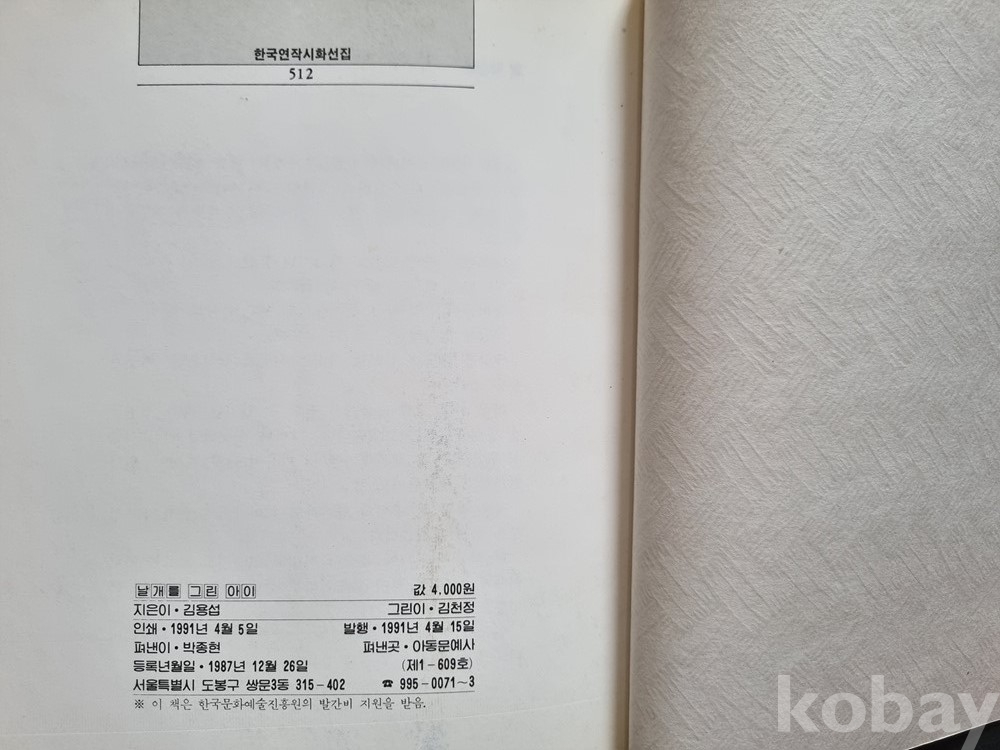 한국연작시화선집
512
날개를 그린 아이 값 4.000원
지은이·김용섭 그린이·김천정
인쇄·1991년 4월 5일 발행·1991년 4월 15일
펴낸이·박종현 펴낸곳·아동문예사
등록년월일·1987년 12월 26일 (제1-609호)
서울특별시 도봉구 쌍문3동 315-402 ☎ 995-0071~3
※ 이 책은 한국문화예술진흥원의 발간비 지원을 받음.
kobay